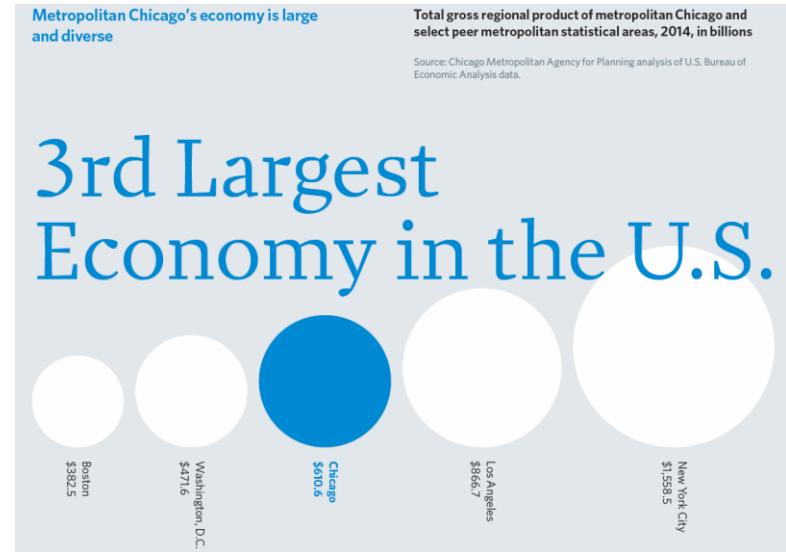 Metropolitan Chicago's economy is large
and diverse
Total gross regional product of metropolitan Chicago and
select peer metropolitan statistical areas, 2014, in billions
Source: Chicago Metropolitan Agency for Planning analysis of U.S. Bureau of
Economic Analysis data.
3rd Largest
Economy in the U.S.
Boston
$382.5
Washington, D.C.
$471.6
Chicago
$610.6
Los Angeles
$866.7
New York City
$1,558.5